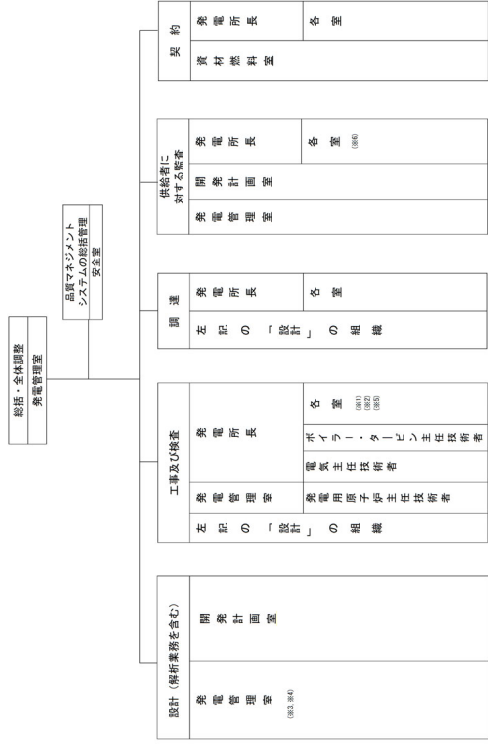 総括・全体調整
発電管理室
品質マネジメント
システムの総括管理
安全室
設計（解析業務を含む）
発電管理室
(※3,※4)
開発計画室
工事及び検査
左記の「設計」の組織
発電管理室
発電所長
発電用原子炉主任技術者
電気主任技術者
ボイラー・タービン主任技術者
各室
(※1)
(※2)
(※5)
調達
左記の「設計」の組織
発電所長
各室
供給者に
対する監査
発電管理室
開発計画室
発電所長
各室
(※6)
契約
資材燃料室
発電所長
各室